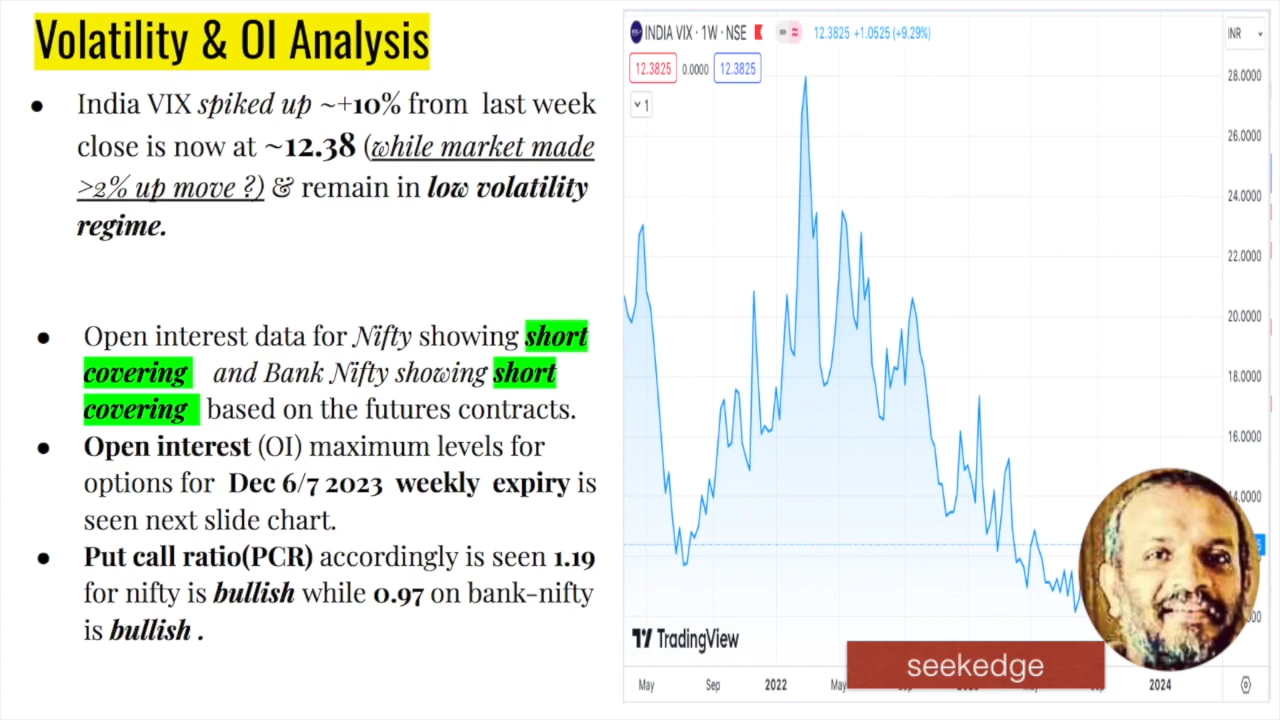 Volatility & OI Analysis
● India VIX spiked up ~+10% from last week
close is now at ~12.38 (while market made
>2% up move ?) & remain in low volatility
regime.
● Open interest data for Nifty showing short
covering and Bank Nifty showing short
covering based on the futures contracts.
● Open interest (OI) maximum levels for
options for Dec 6/7 2023 weekly expiry is
seen next slide chart.
● Put call ratio(PCR) accordingly is seen 1.19
for nifty is bullish while 0.97 on bank-nifty
is bullish .
INDIA VIX · 1W · NSE 12.3825 +1.0525 (+9.29%)
INR
12.3825 0.0000 12.3825
1
28.0000
26.0000
24.0000
22.0000
20.0000
18.0000
16.0000
TradingView
seekedge
May Sep 2022 May 2024